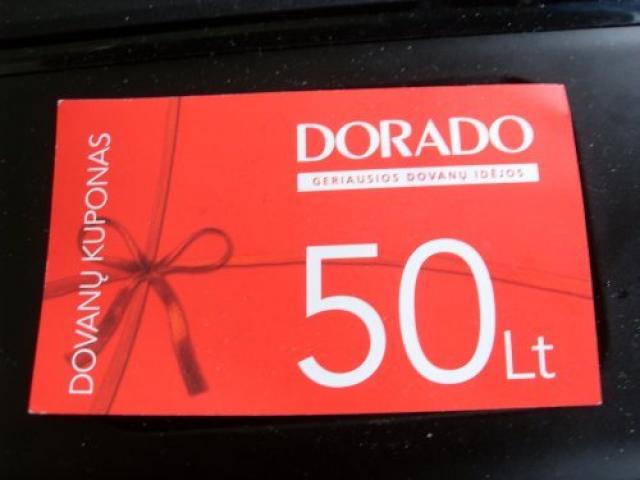 DORADO
GERIAUSIOS DOVANŲ IDĖJOS
50Lt
DOVANŲ KUPONAS